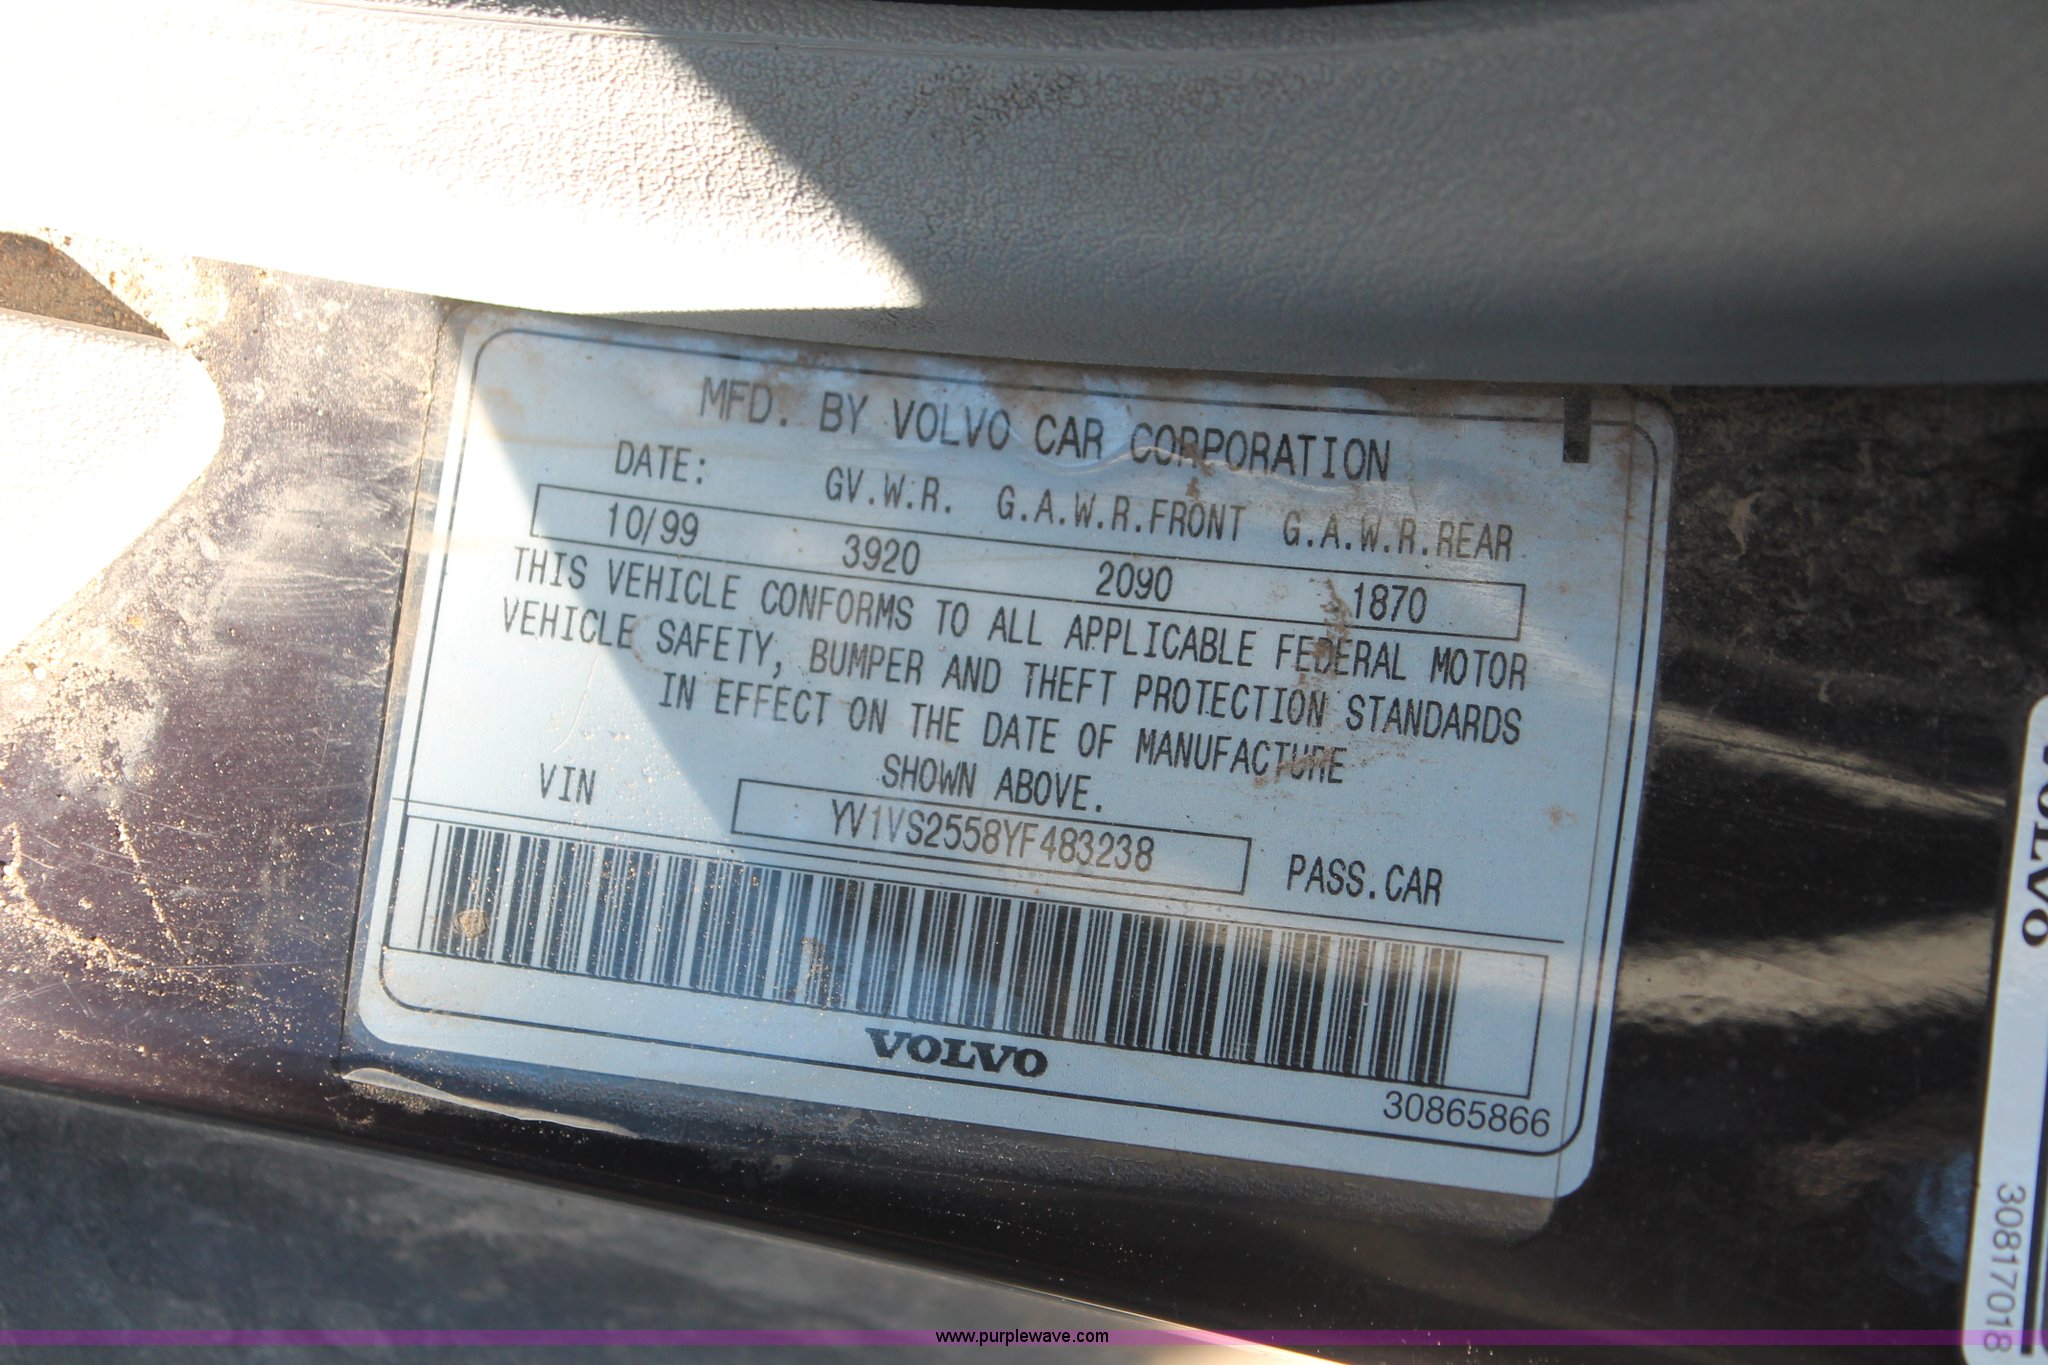 MFD. BY VOLVO CAR CORPORATION
DATE: GV.W.R. G.A.W.R.FRONT G.A.W.R.REAR
10/99 3920 2090 1870
THIS VEHICLE CONFORMS TO ALL APPLICABLE FEDERAL MOTOR
VEHICLE SAFETY, BUMPER AND THEFT PROTECTION STANDARDS
IN EFFECT ON THE DATE OF MANUFACTURE
SHOWN ABOVE.
VIN YV1VS2558YF483238 PASS.CAR
VOLVO
30865866
VOLVO
30817018
www.purplewave.com